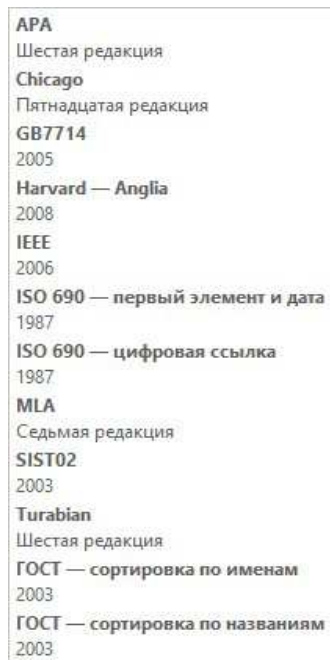 APA
Шестая редакция
Chicago
Пятнадцатая редакция
GB7714
2005
Harvard — Anglia
2008
IEEE
2006
ISO 690 — первый элемент и дата
1987
ISO 690 — цифровая ссылка
1987
MLA
Седьмая редакция
SIST02
2003
Turabian
Шестая редакция
ГОСТ — сортировка по именам
2003
ГОСТ — сортировка по названиям
2003